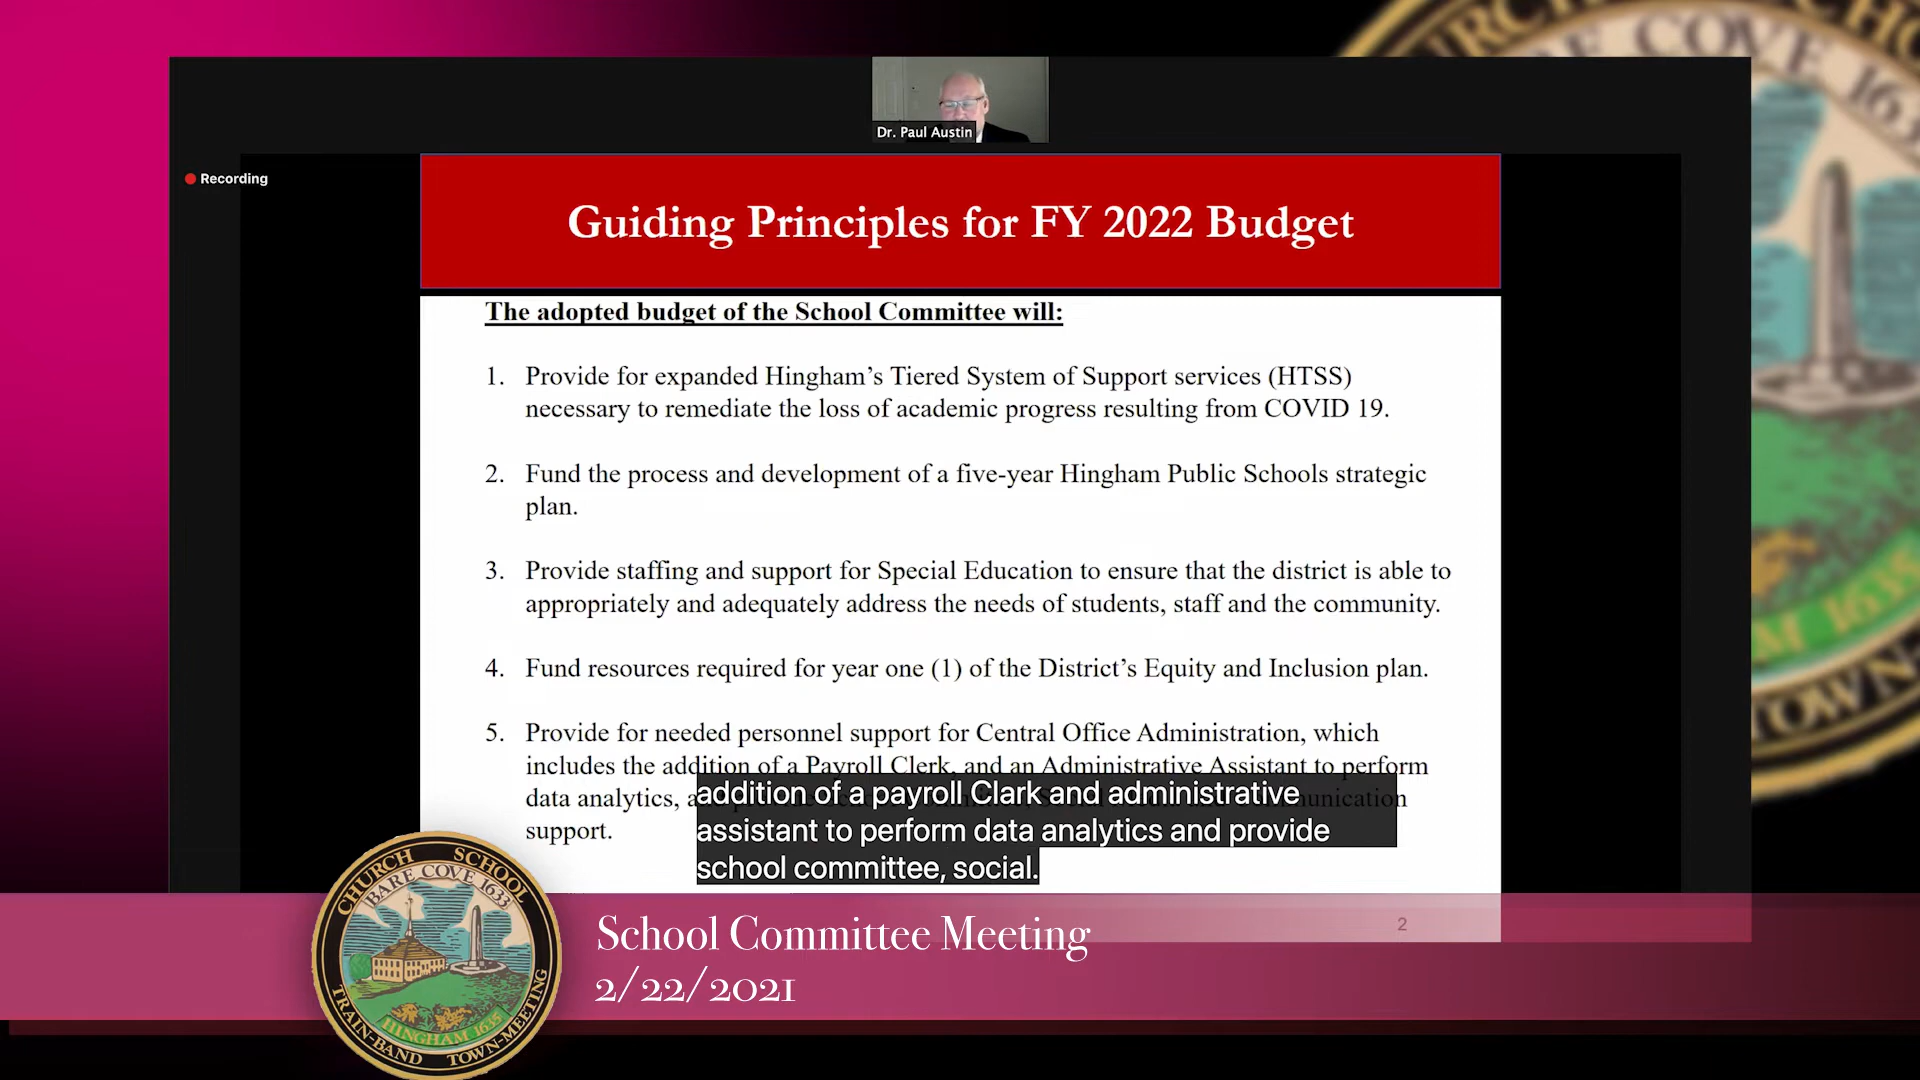 Dr. Paul Austin
Recording
Guiding Principles for FY 2022 Budget
The adopted budget of the School Committee will:
1. Provide for expanded Hingham's Tiered System of Support services (HTSS)
necessary to remediate the loss of academic progress resulting from COVID 19.
2. Fund the process and development of a five-year Hingham Public Schools strategic
plan.
3. Provide staffing and support for Special Education to ensure that the district is able to
appropriately and adequately address the needs of students, staff and the community.
4. Fund resources required for year one (1) of the District's Equity and Inclusion plan.
5. Provide for needed personnel support for Central Office Administration, which
includes the addition of a Payroll Clerk, and an Administrative Assistant to perform
data analytics,
support.
addition of a payroll Clark and administrative
assistant to perform data analytics and provide
school committee, social.
2
School Committee Meeting
2/22/2021
CHURCH SCHOOL
BARE COVE 1633
HINGHAM 1635
TRAIN-BAND TOWN-MEETING
COVE 163
TOWN-